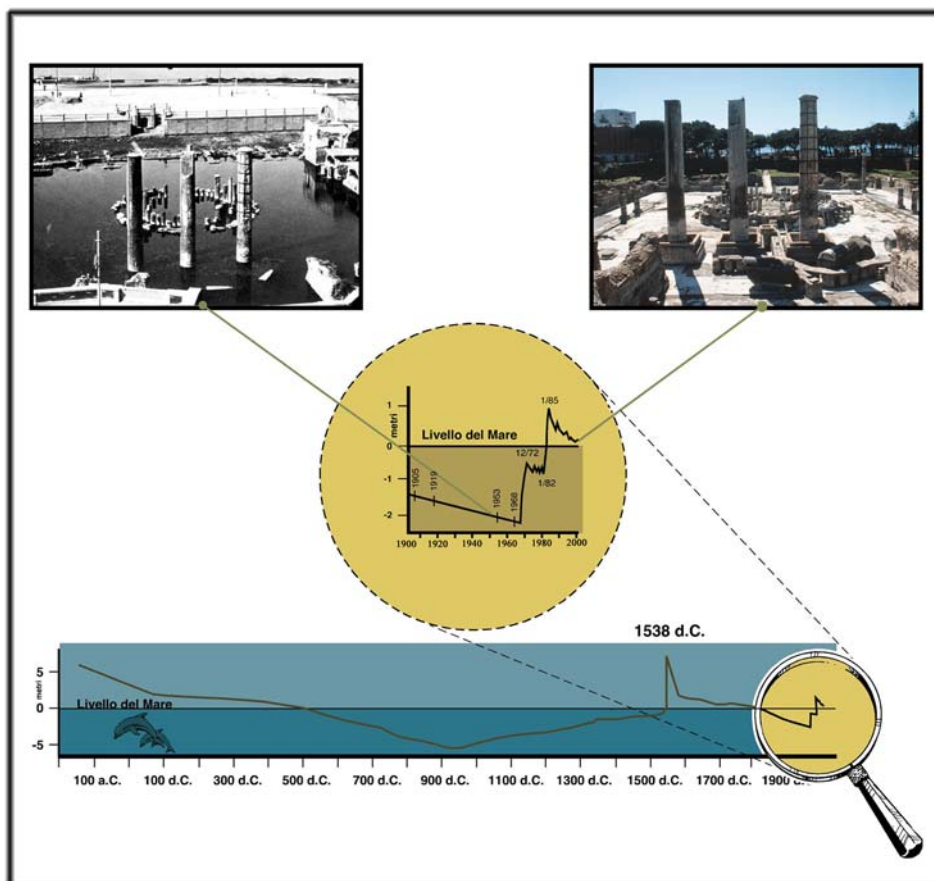 1
metri
Livello del Mare
0
-1
-2
1/85
12/72
1/82
1905
1919
1953
1968
1900
1920
1940
1960
1980
2000
1538 d.C.
5
metri
Livello del Mare
0
-5
100 a.C.
100 d.C.
300 d.C.
500 d.C.
700 d.C.
900 d.C.
1100 d.C.
1300 d.C.
1500 d.C.
1700 d.C.
1900